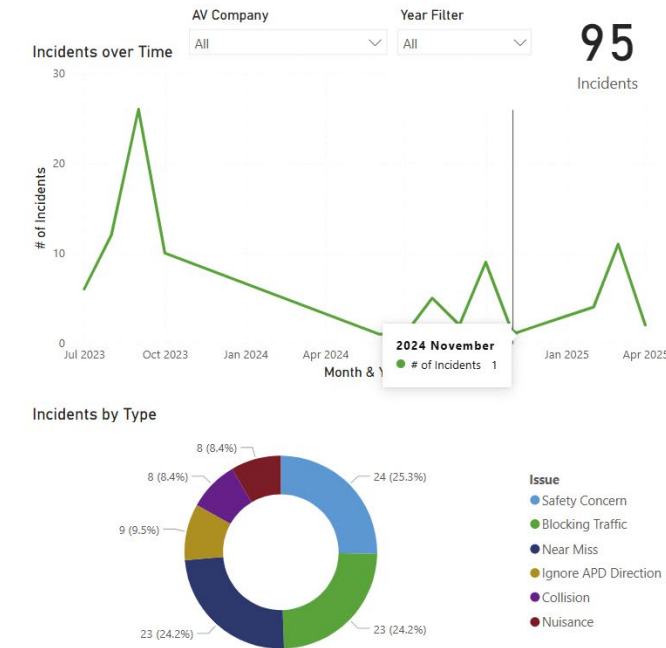 AV Company
Year Filter
All
All
95
Incidents
Incidents over Time
30
20
10
0
# of Incidents
Jul 2023
Oct 2023
Jan 2024
Apr 2024
Jan 2025
Apr 2025
Month & Y
2024 November
# of Incidents 1
Incidents by Type
8 (8.4%)
8 (8.4%)
9 (9.5%)
23 (24.2%)
24 (25.3%)
23 (24.2%)
Issue
Safety Concern
Blocking Traffic
Near Miss
Ignore APD Direction
Collision
Nuisance